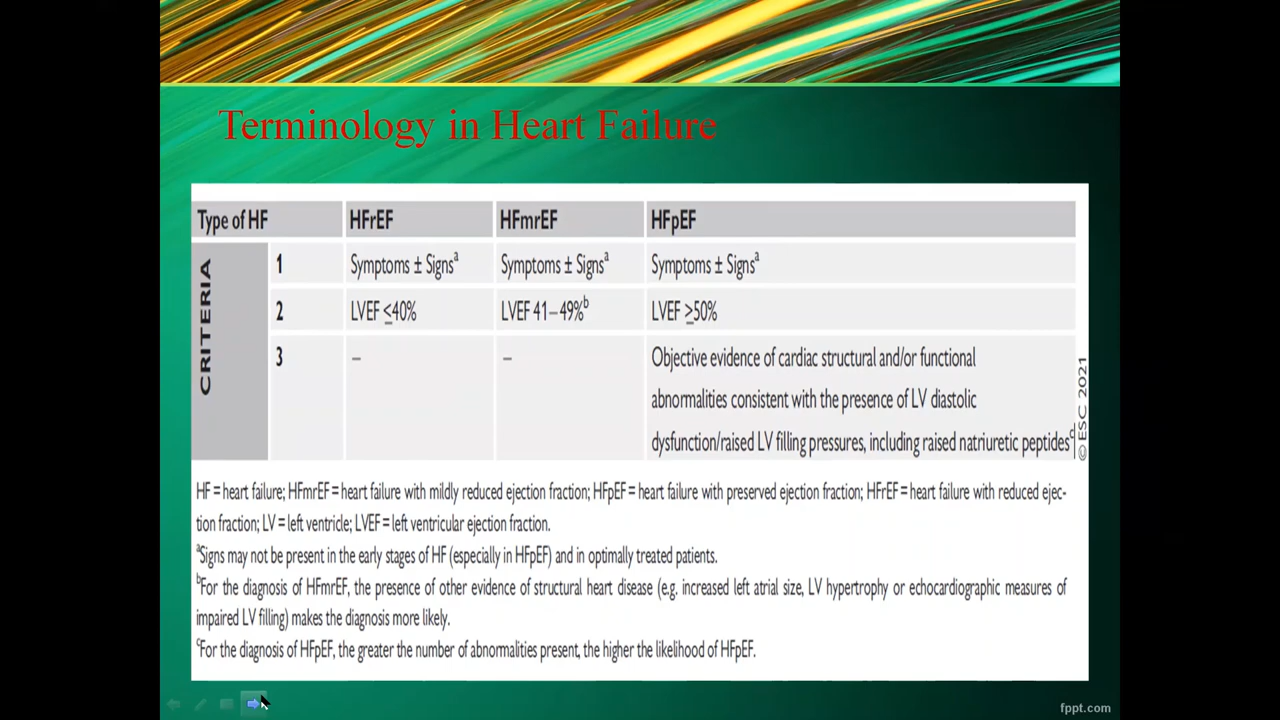 Terminology in Heart Failure
Type of HF HFrEF HFmrEF HFpEF
CRITERIA
1 Symptoms ± Signsᵃ Symptoms ± Signsᵃ Symptoms ± Signsᵃ
2 LVEF ≤40% LVEF 41–49%ᵇ LVEF ≥50%
3 – – Objective evidence of cardiac structural and/or functional
abnormalities consistent with the presence of LV diastolic
dysfunction/raised LV filling pressures, including raised natriuretic peptidesᶜ
© ESC 2021
HF = heart failure; HFmrEF = heart failure with mildly reduced ejection fraction; HFpEF = heart failure with preserved ejection fraction; HFrEF = heart failure with reduced ejec-
tion fraction; LV = left ventricle; LVEF = left ventricular ejection fraction.
ᵃSigns may not be present in the early stages of HF (especially in HFpEF) and in optimally treated patients.
ᵇFor the diagnosis of HFmrEF, the presence of other evidence of structural heart disease (e.g. increased left atrial size, LV hypertrophy or echocardiographic measures of
impaired LV filling) makes the diagnosis more likely.
ᶜFor the diagnosis of HFpEF, the greater the number of abnormalities present, the higher the likelihood of HFpEF.
fppt.com